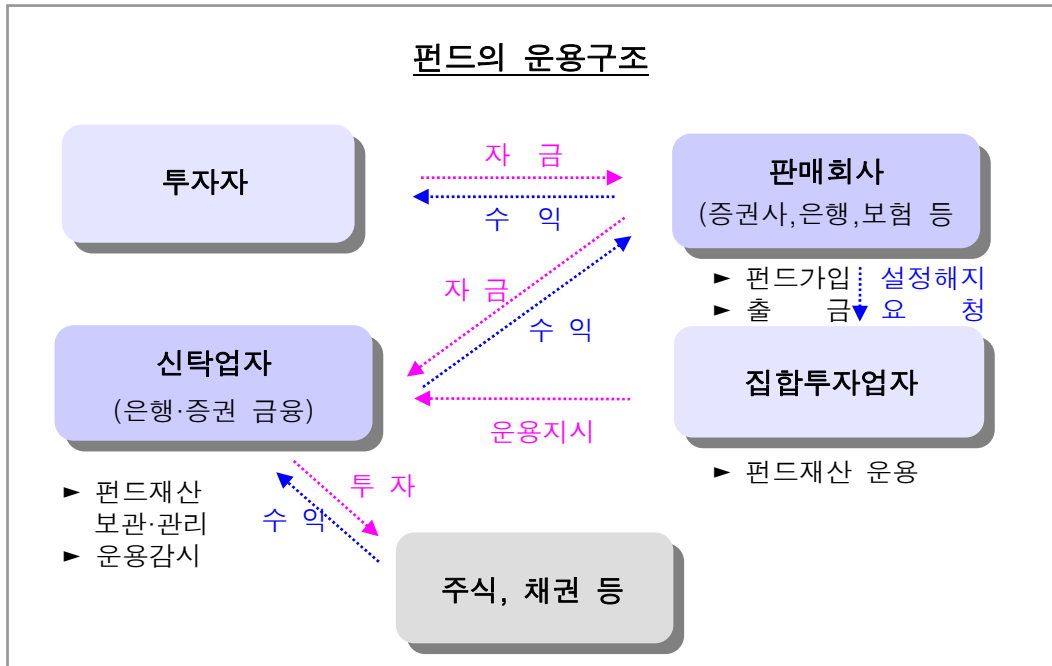 펀드의 운용구조
투자자
자 금
수 익
판매회사
(증권사,은행,보험 등
► 펀드가입
► 출 금
설정해지
요 청
자 금
수 익
신탁업자
(은행·증권 금융)
집합투자업자
운용지시
► 펀드재산 운용
► 펀드재산
보관·관리
► 운용감시
투 자
수 익
주식, 채권 등